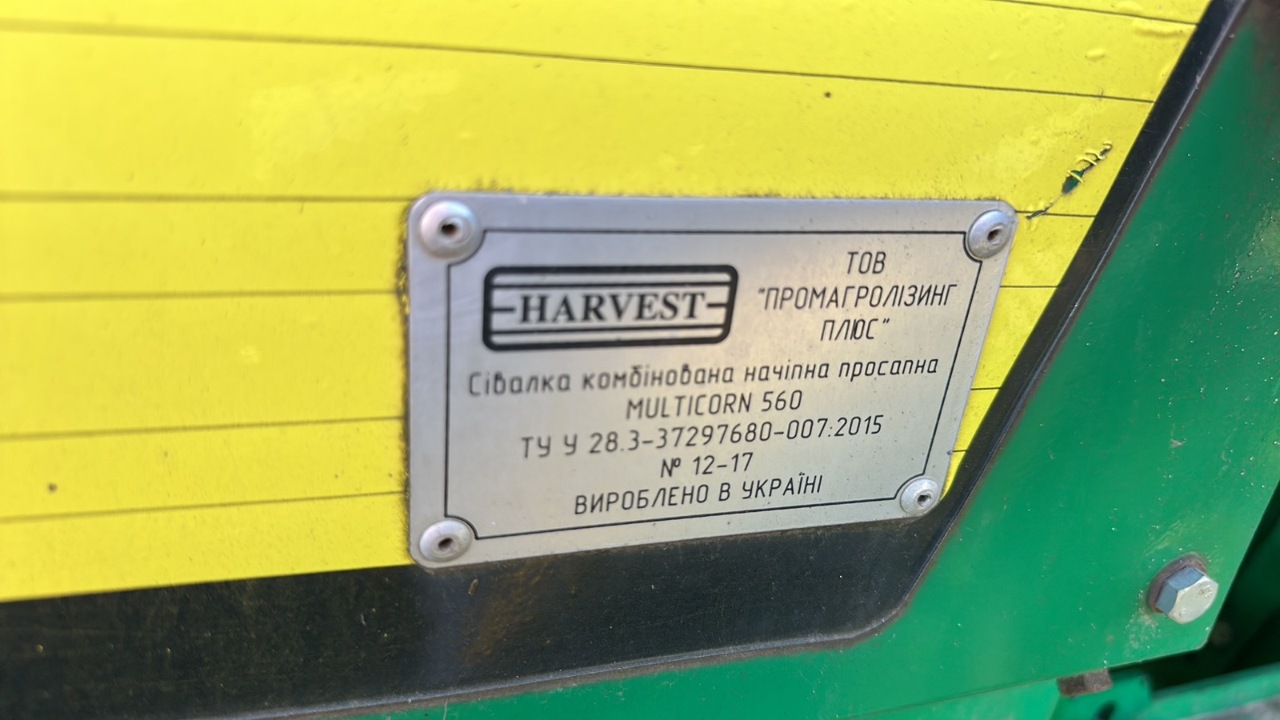 HARVEST
ТОВ
"ПРОМАГРОЛІЗИНГ
ПЛЮС"
Сівалка комбінована начіпна просапна
MULTICORN 560
ТУ У 28.3-37297680-007:2015
№ 12-17
ВИРОБЛЕНО В УКРАЇНІ